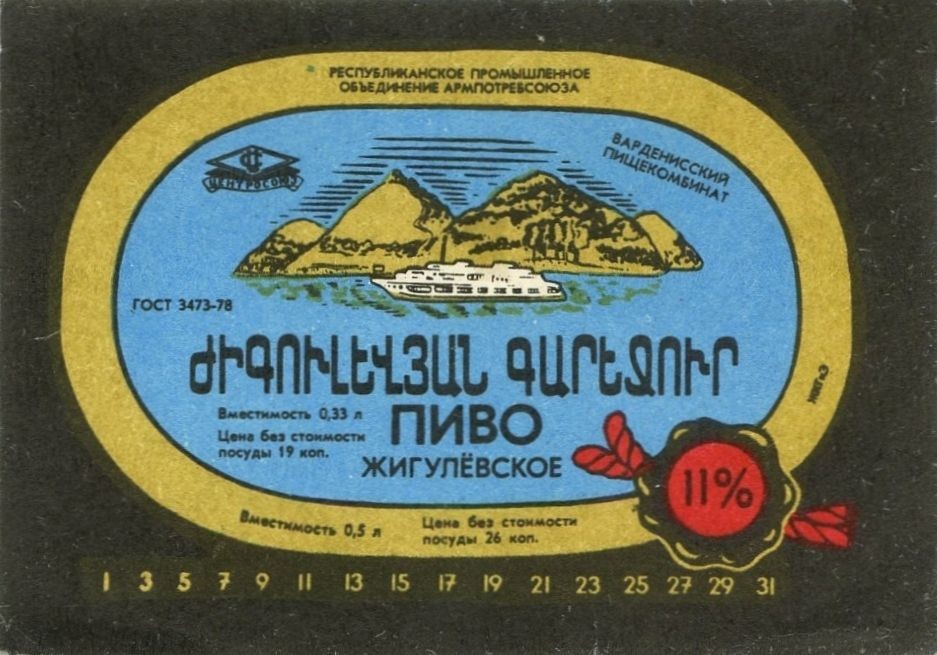 РЕСПУБЛИКАНСКОЕ ПРОМЫШЛЕННОЕ
ОБЪЕДИНЕНИЕ АРМПОТРЕБСОЮЗА
ЦЕНТРОСОЮЗ
ВАРДЕНИССКИЙ
ПИЩЕКОМБИНАТ
ГОСТ 3473-78
ԺԻԳՈՒԼԵՎՅԱՆ ԳԱՐԵՋՈՒՐ
Вместимость 0,33 л
Цена без стоимости
посуды 19 коп.
ПИВО
ЖИГУЛЁВСКОЕ
11%
Вместимость 0,5 л
Цена без стоимости
посуды 26 коп.
1 3 5 7 9 11 13 15 17 19 21 23 25 27 29 31